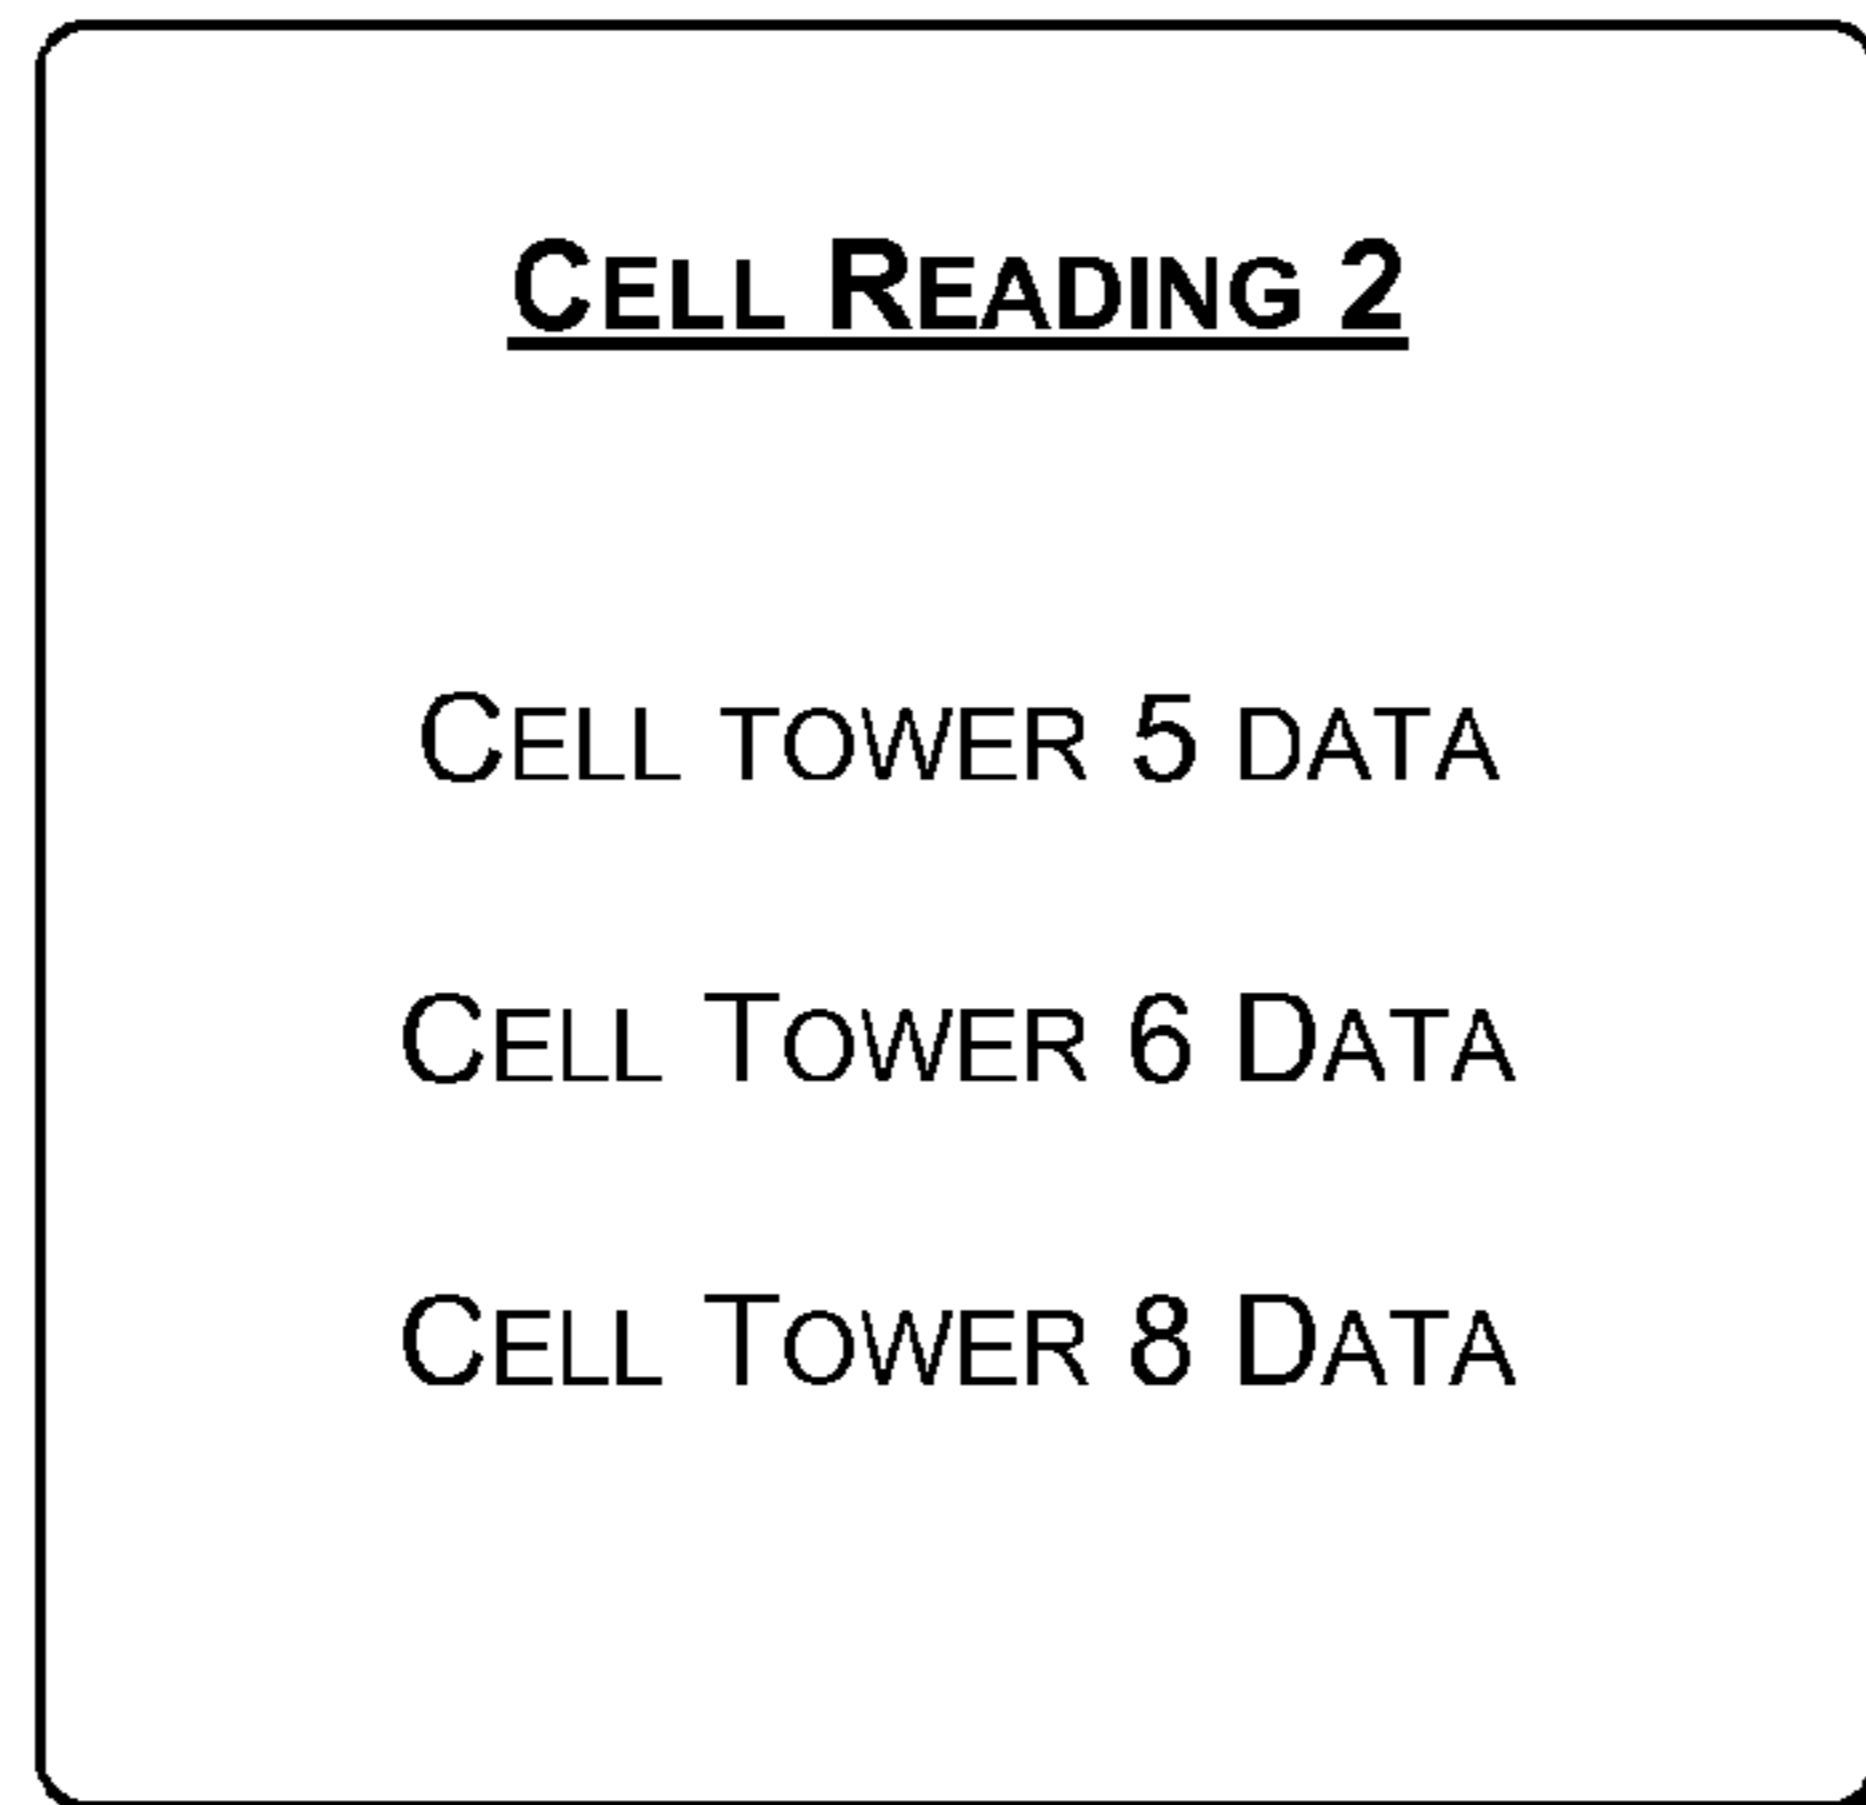 CELL READING 2
CELL TOWER 5 DATA
CELL TOWER 6 DATA
CELL TOWER 8 DATA